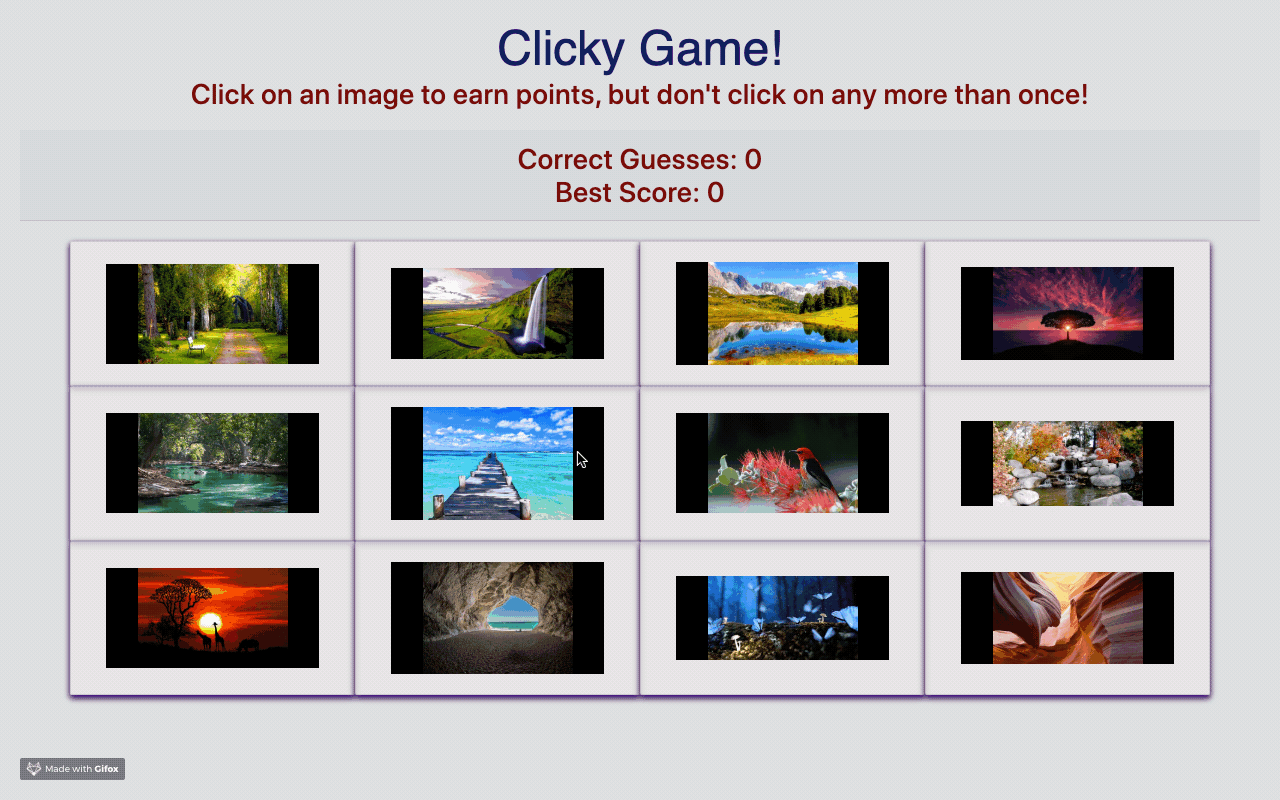 Clicky Game!
Click on an image to earn points, but don't click on any more than once!
Correct Guesses: 0
Best Score: 0
Made with Gifox